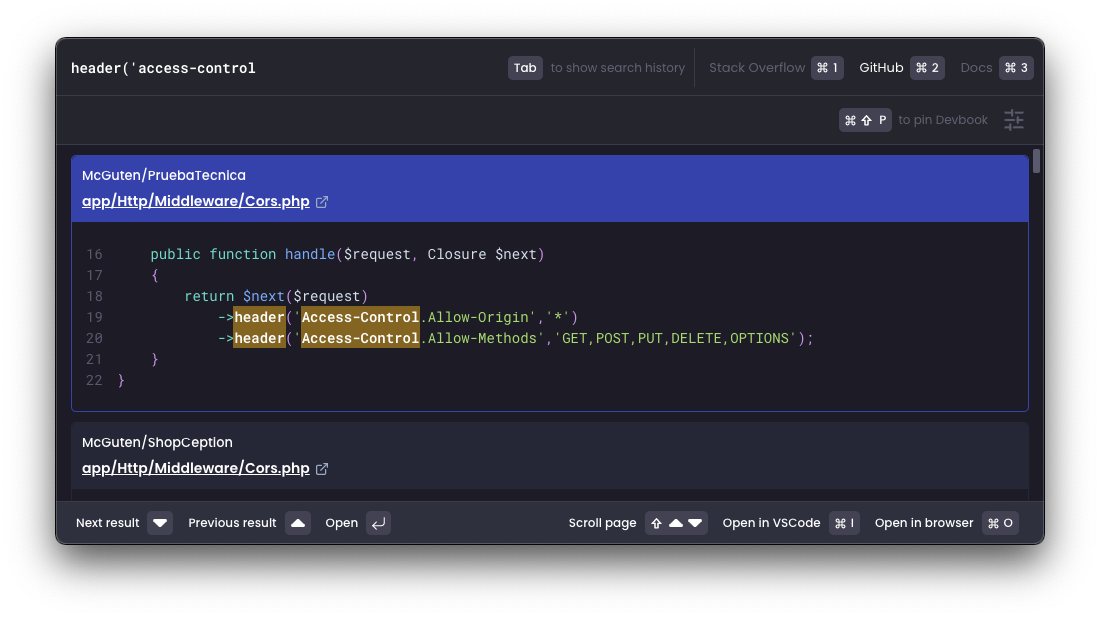 header('access-control Tab to show search history Stack Overflow ⌘ 1 GitHub ⌘ 2 Docs ⌘ 3
⌘ ⇧ P to pin Devbook
McGuten/PruebaTecnica
app/Http/Middleware/Cors.php
16 public function handle($request, Closure $next)
17 {
18 return $next($request)
19 ->header('Access-Control.Allow-Origin','*')
20 ->header('Access-Control.Allow-Methods','GET,POST,PUT,DELETE,OPTIONS');
21 }
22 }
McGuten/ShopCeption
app/Http/Middleware/Cors.php
Next result Previous result Open Scroll page ⇧ Open in VSCode ⌘ I Open in browser ⌘ O